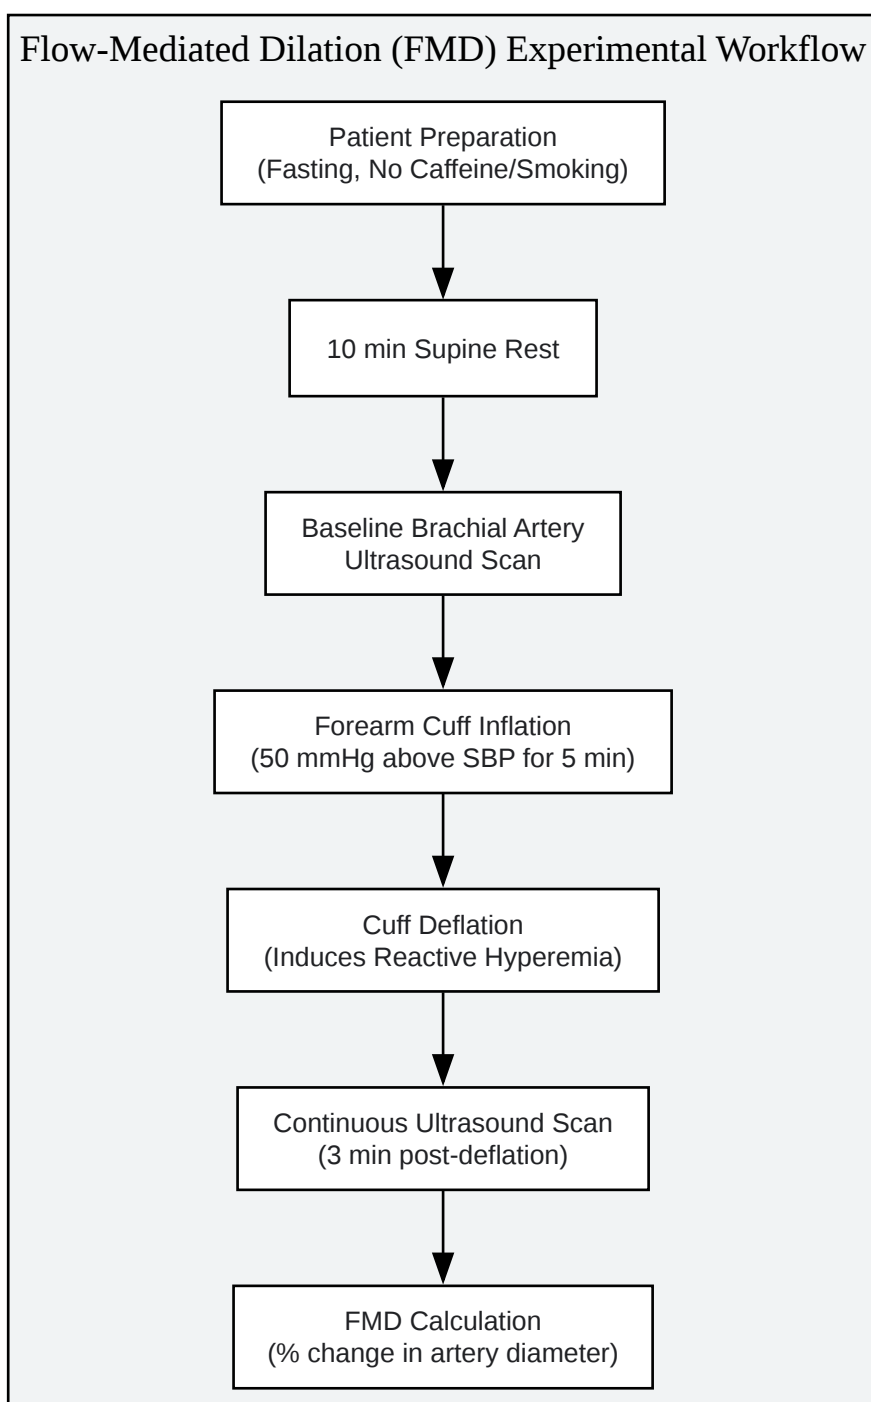 Flow-Mediated Dilation (FMD) Experimental Workflow
Patient Preparation
(Fasting, No Caffeine/Smoking)
10 min Supine Rest
Baseline Brachial Artery
Ultrasound Scan
Forearm Cuff Inflation
(50 mmHg above SBP for 5 min)
Cuff Deflation
(Induces Reactive Hyperemia)
Continuous Ultrasound Scan
(3 min post-deflation)
FMD Calculation
(% change in artery diameter)